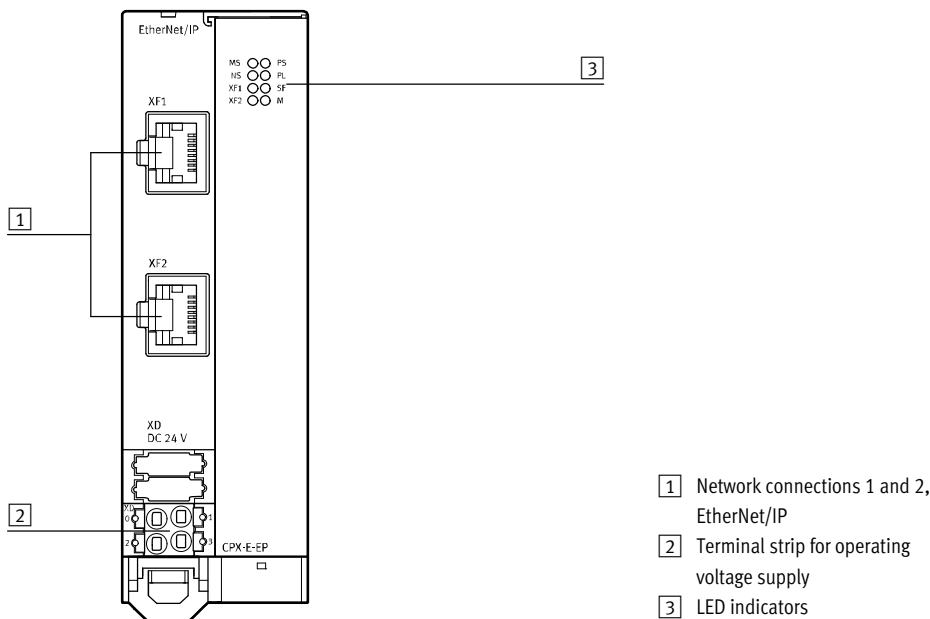 EtherNet/IP
MS PS
NS PL
XF1 SF
XF2 M
3
XF1
1
XF2
XD
DC 24 V
2
XD
0 1
2 3
CPX-E-EP
1 Network connections 1 and 2,
EtherNet/IP
2 Terminal strip for operating
voltage supply
3 LED indicators